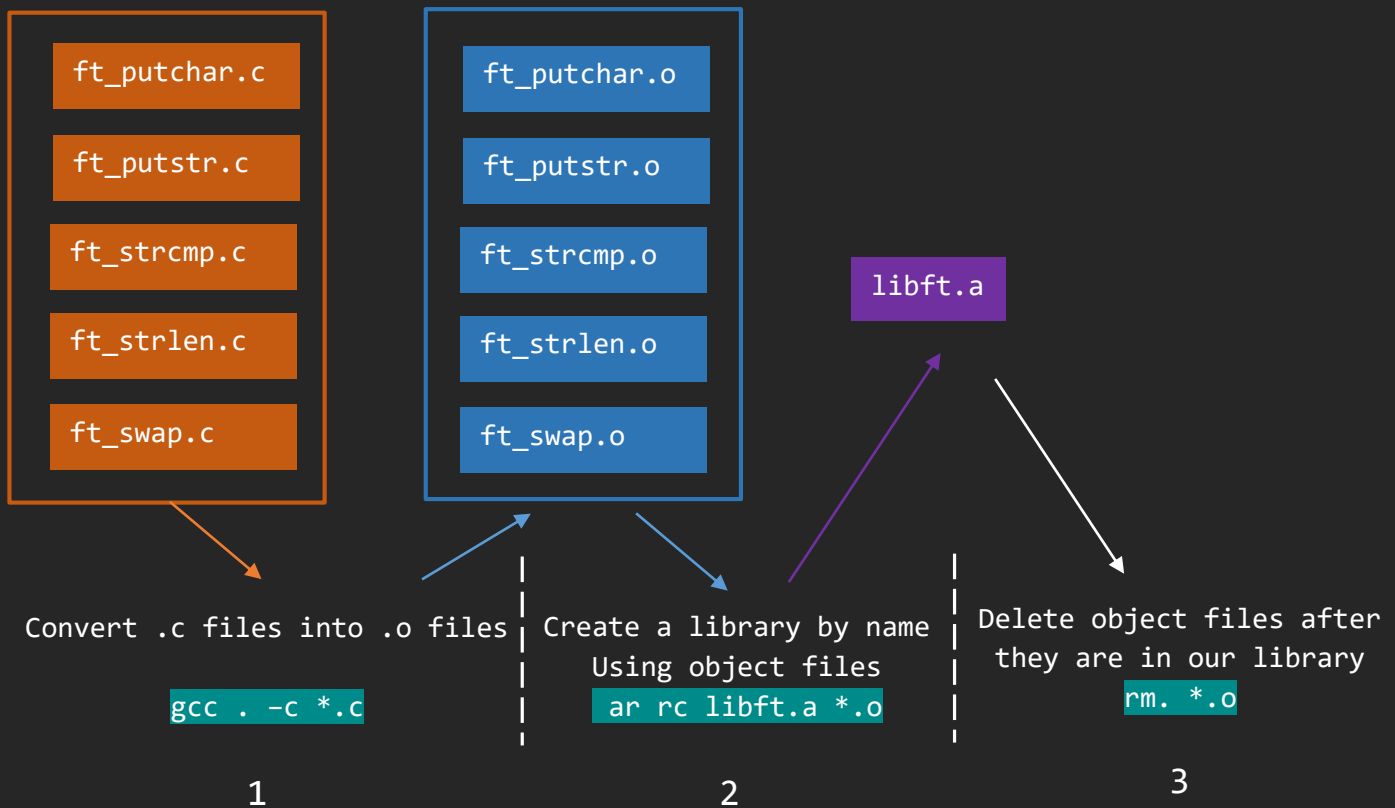 ft_putchar.c
ft_putstr.c
ft_strcmp.c
ft_strlen.c
ft_swap.c
ft_putchar.o
ft_putstr.o
ft_strcmp.o
ft_strlen.o
ft_swap.o
libft.a
Convert .c files into .o files
gcc . –c *.c
1
Create a library by name
Using object files
ar rc libft.a *.o
2
Delete object files after
they are in our library
rm. *.o
3